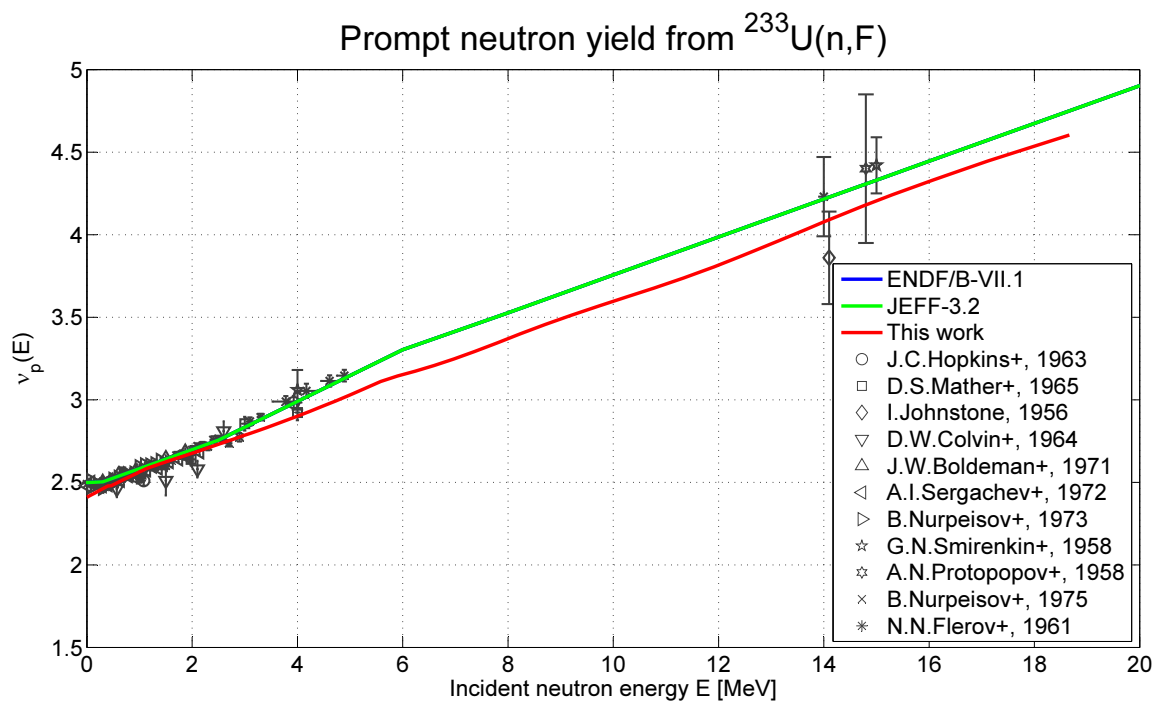 Prompt neutron yield from ²³³U(n,F)
5
4.5
4
3.5
3
2.5
2
1.5
νₚ(E)
0 2 4 6 8 10 12 14 16 18 20
Incident neutron energy E [MeV]
ENDF/B-VII.1
JEFF-3.2
This work
J.C.Hopkins+, 1963
D.S.Mather+, 1965
I.Johnstone, 1956
D.W.Colvin+, 1964
J.W.Boldeman+, 1971
A.I.Sergachev+, 1972
B.Nurpeisov+, 1973
G.N.Smirenkin+, 1958
A.N.Protopopov+, 1958
B.Nurpeisov+, 1975
N.N.Flerov+, 1961